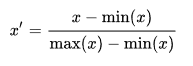 x′ = (x − min(x)) / (max(x) − min(x))